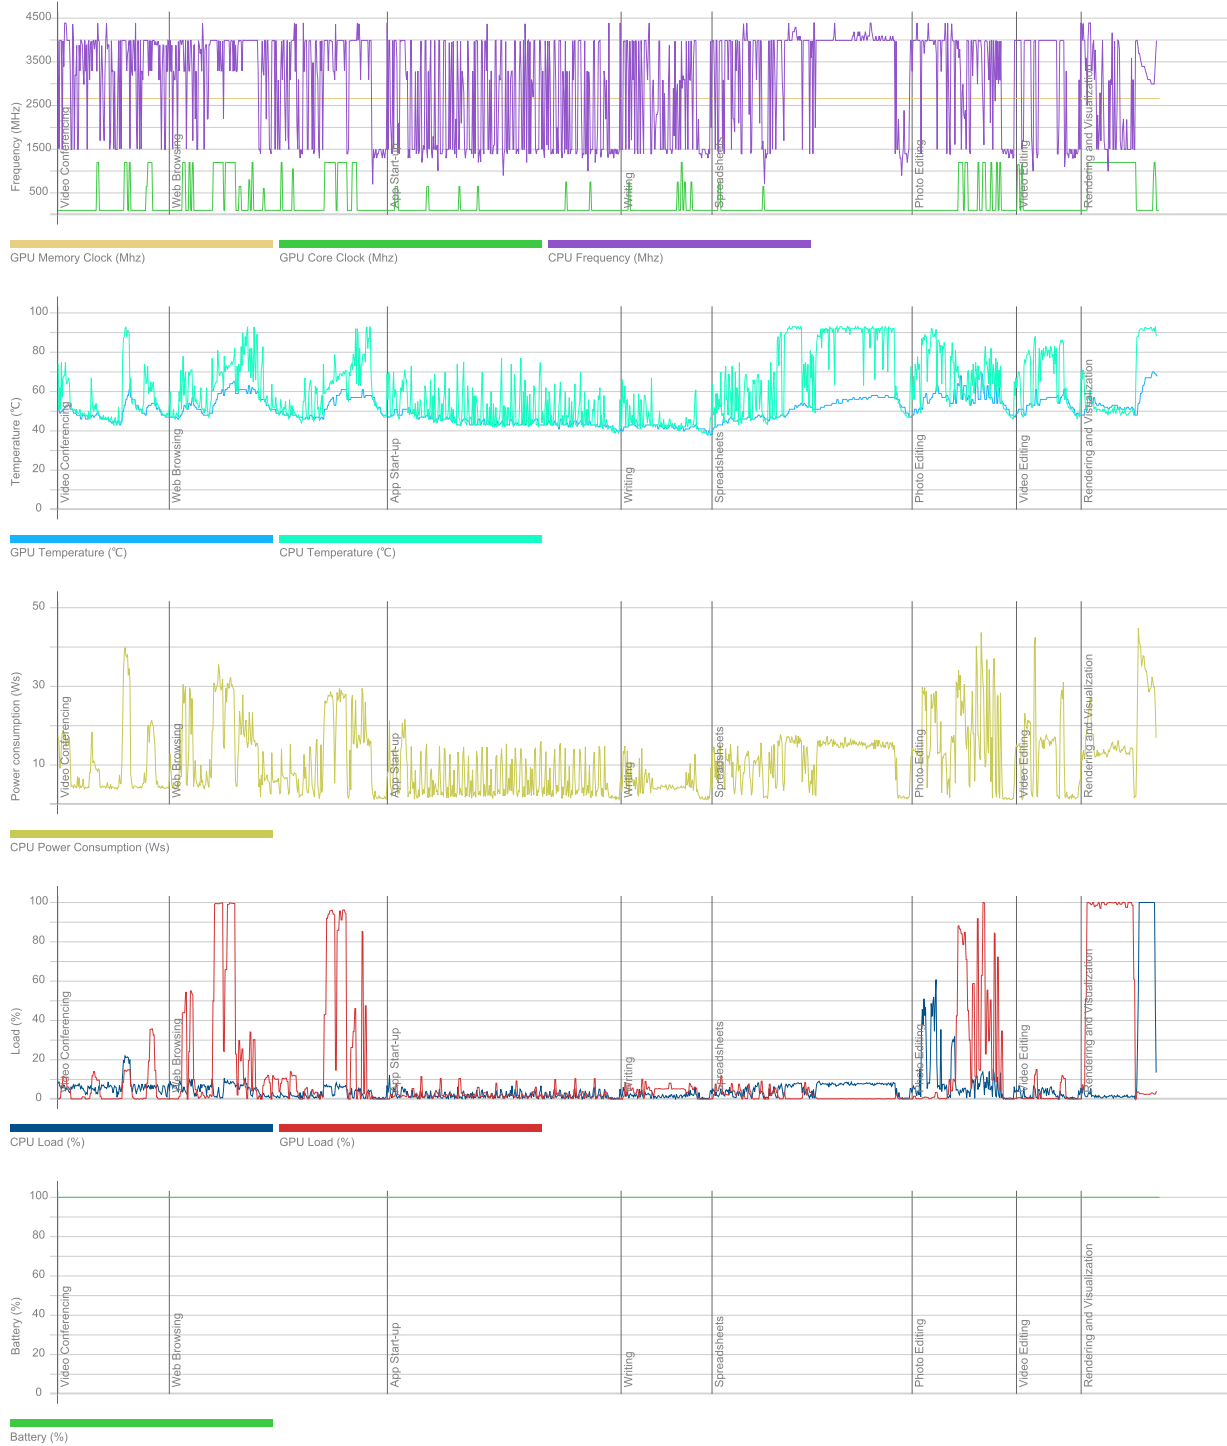 4500
3500
2500
1500
500
Frequency (MHz)
Video Conferencing
Web Browsing
App Start-up
Writing
Spreadsheets
Photo Editing
Video Editing
Rendering and Visualization
GPU Memory Clock (Mhz)
GPU Core Clock (Mhz)
CPU Frequency (Mhz)
100
80
60
40
20
0
Temperature (°C)
Video Conferencing
Web Browsing
App Start-up
Writing
Spreadsheets
Photo Editing
Video Editing
Rendering and Visualization
GPU Temperature (°C)
CPU Temperature (°C)
50
30
10
Power consumption (Ws)
Video Conferencing
Web Browsing
App Start-up
Writing
Spreadsheets
Photo Editing
Video Editing
Rendering and Visualization
CPU Power Consumption (Ws)
100
80
60
40
20
0
Load (%)
Video Conferencing
Web Browsing
App Start-up
Writing
Spreadsheets
Photo Editing
Video Editing
Rendering and Visualization
CPU Load (%)
GPU Load (%)
100
80
60
40
20
0
Battery (%)
Video Conferencing
Web Browsing
App Start-up
Writing
Spreadsheets
Photo Editing
Video Editing
Rendering and Visualization
Battery (%)